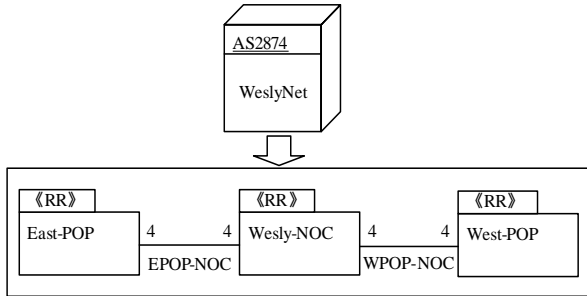 AS2874
WeslyNet
《RR》 《RR》 《RR》
East-POP 4 4 Wesly-NOC 4 4 West-POP
EPOP-NOC WPOP-NOC